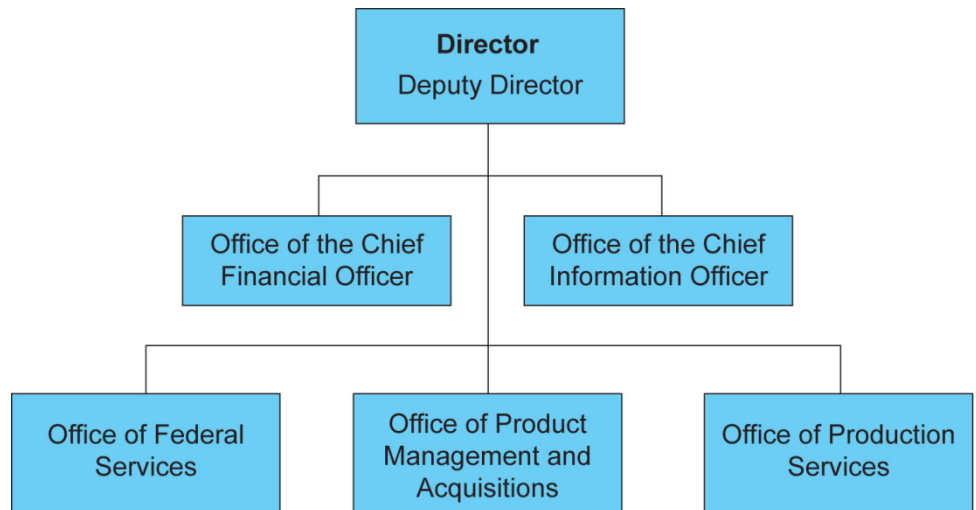 Director
Deputy Director
Office of the Chief
Financial Officer
Office of the Chief
Information Officer
Office of Federal
Services
Office of Product
Management and
Acquisitions
Office of Production
Services